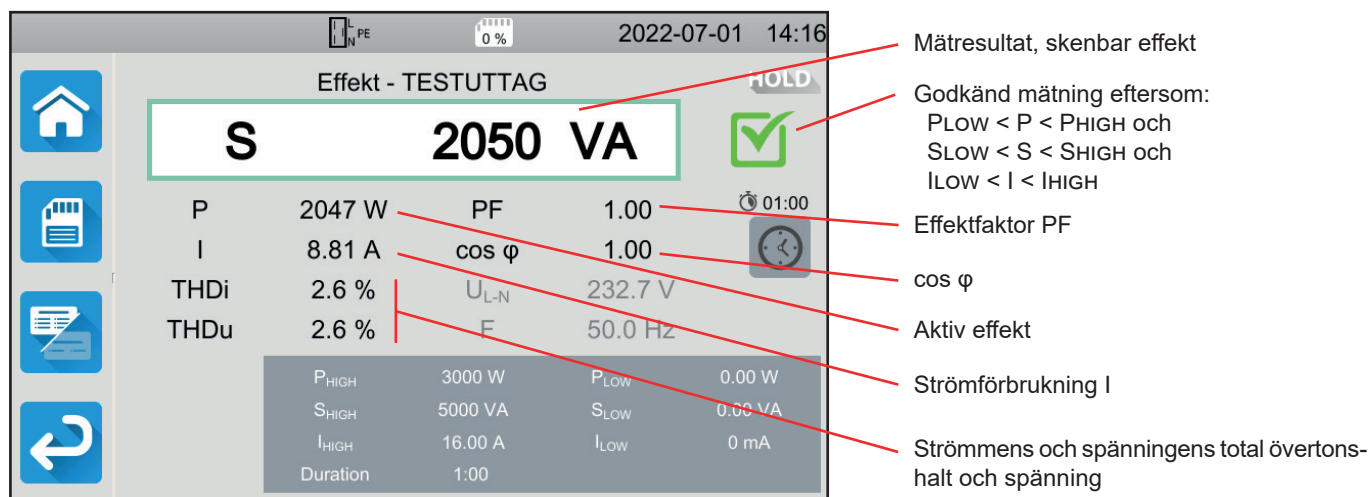 L
N PE
0 %
2022-07-01 14:16
Effekt - TESTUTTAG
HOLD
S 2050 VA
P 2047 W PF 1.00
01:00
I 8.81 A cos φ 1.00
THDi 2.6 % UL-N 232.7 V
THDu 2.6 % F 50.0 Hz
PHIGH 3000 W PLOW 0.00 W
SHIGH 5000 VA SLOW 0.00 VA
IHIGH 16.00 A ILOW 0 mA
Duration 1:00
Mätresultat, skenbar effekt
Godkänd mätning eftersom:
PLOW < P < PHIGH och
SLOW < S < SHIGH och
ILOW < I < IHIGH
Effektfaktor PF
cos φ
Aktiv effekt
Strömförbrukning I
Strömmens och spänningens total övertons-
halt och spänning